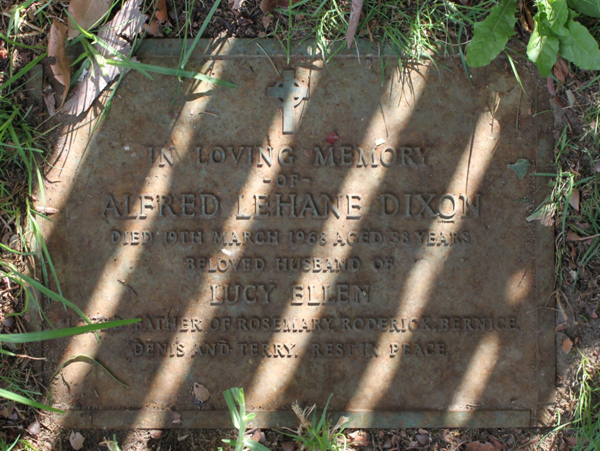 IN LOVING MEMORY
- OF -
ALFRED LEHANE DIXON
DIED 19TH MARCH 1968 AGED 58 YEARS
BELOVED HUSBAND OF
LUCY ELLEN
FATHER OF ROSEMARY, RODERICK, BERNICE,
DENIS AND TERRY. REST IN PEACE.